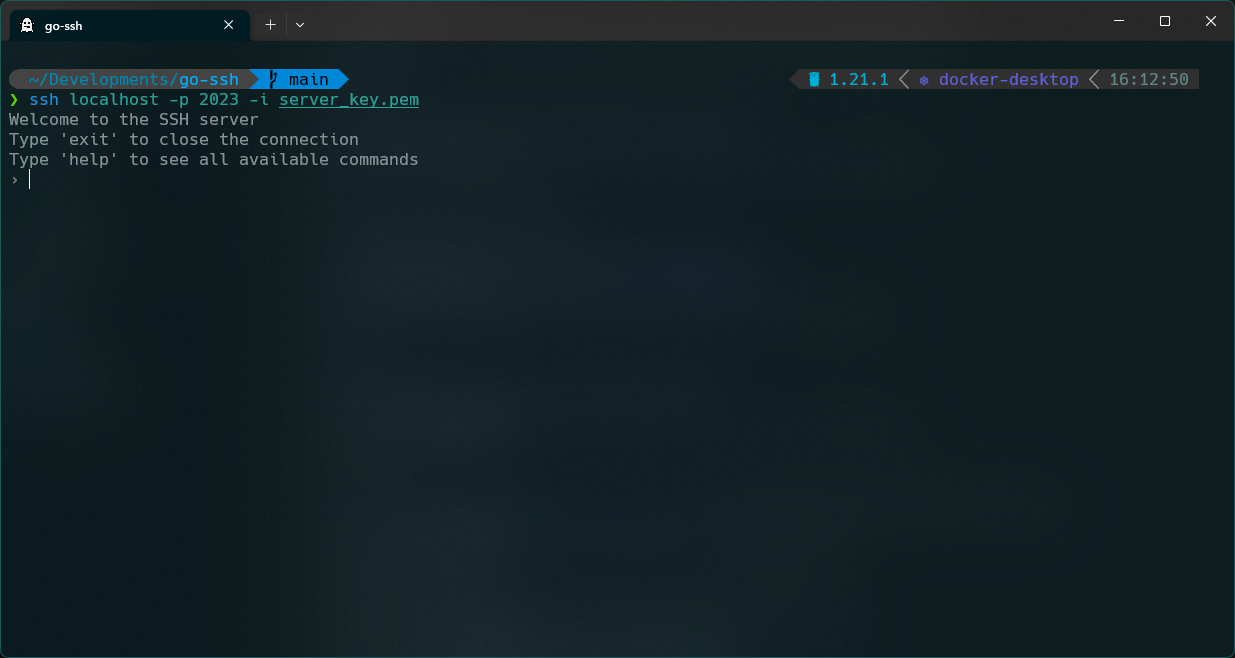 go-ssh
~/Developments/go-ssh main 1.21.1 docker-desktop 16:12:50
❯ ssh localhost -p 2023 -i server_key.pem
Welcome to the SSH server
Type 'exit' to close the connection
Type 'help' to see all available commands
›